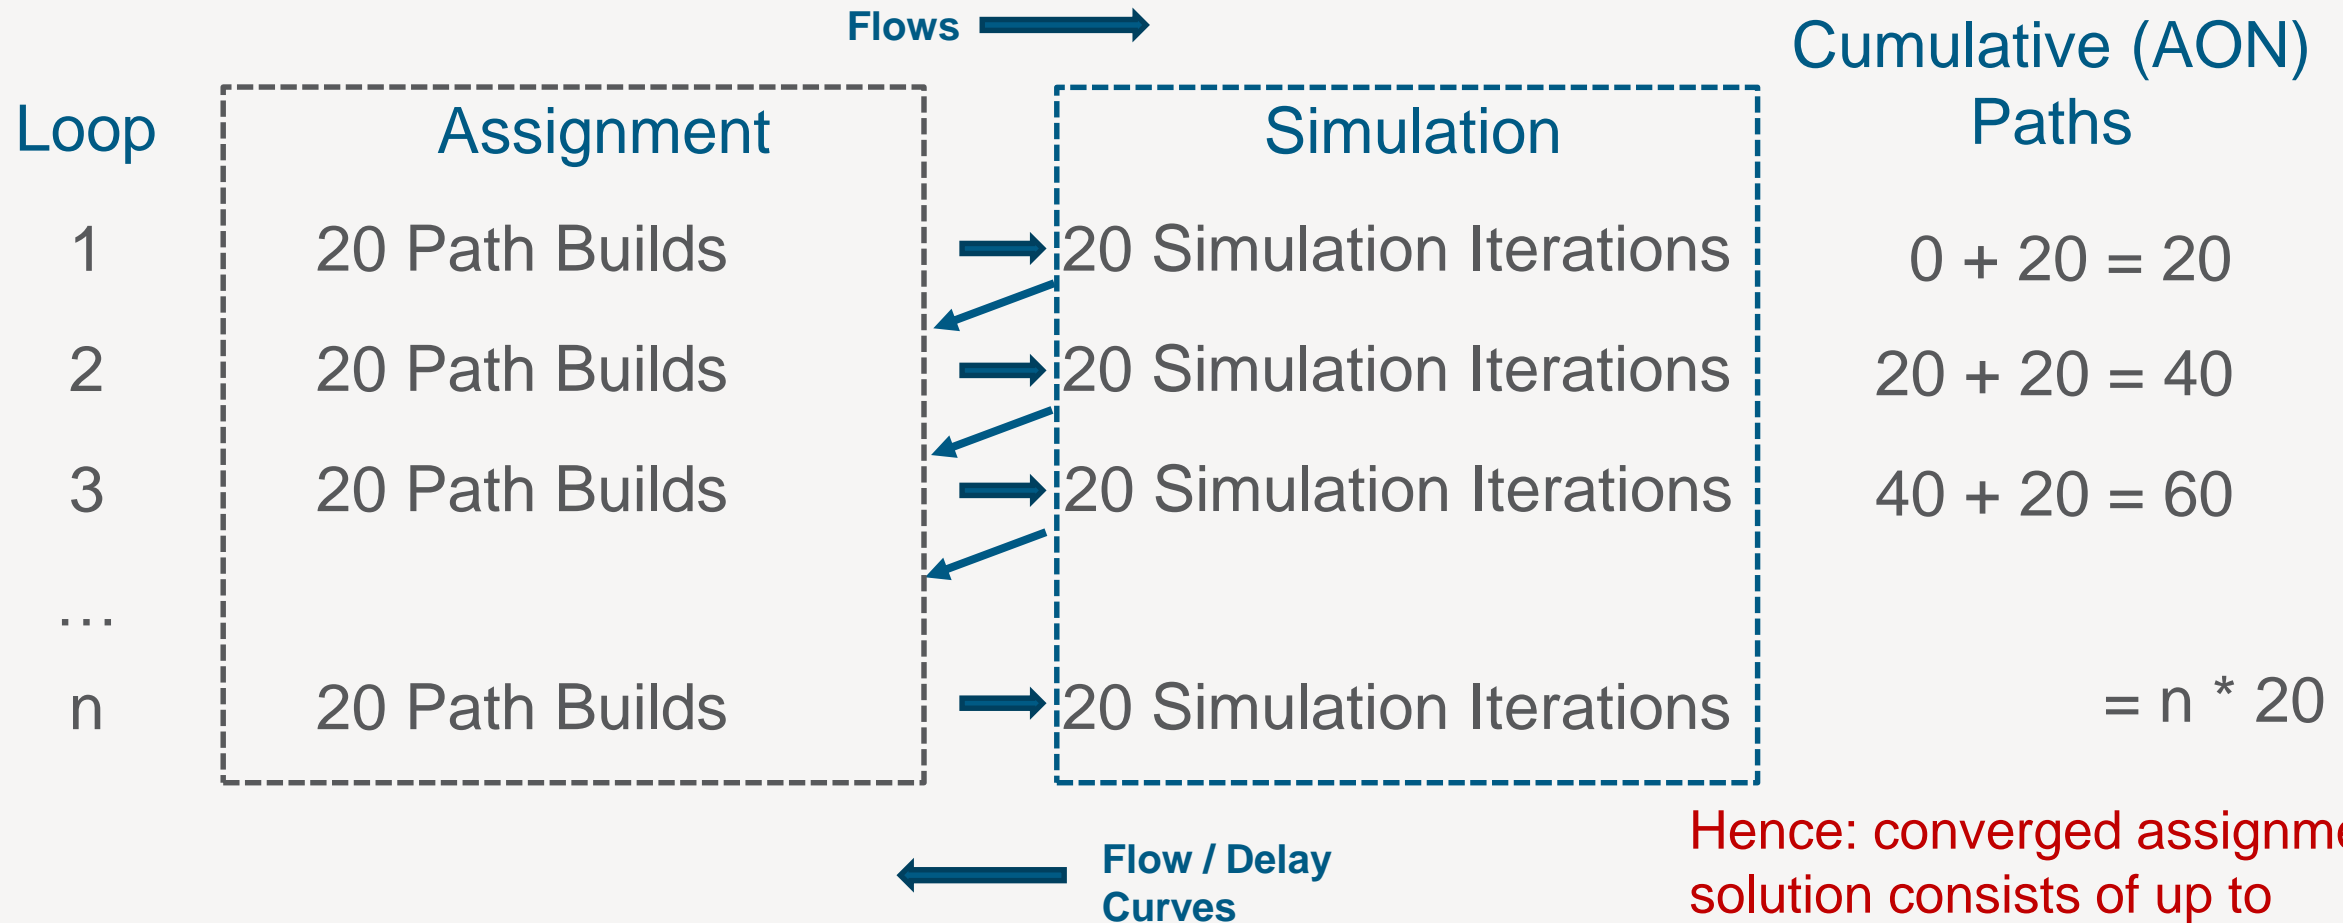 Flows
Cumulative (AON)
Paths
Loop Assignment Simulation
1 20 Path Builds 20 Simulation Iterations 0 + 20 = 20
2 20 Path Builds 20 Simulation Iterations 20 + 20 = 40
3 20 Path Builds 20 Simulation Iterations 40 + 20 = 60
…
n 20 Path Builds 20 Simulation Iterations = n * 20
Flow / Delay
Curves
Hence: converged
solution consists of up to